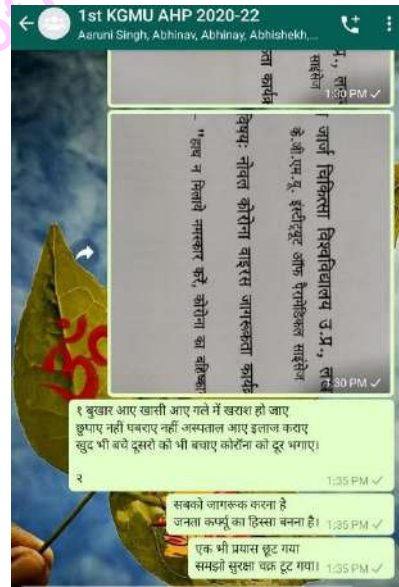 1st KGMU AHP 2020-22
Aaruni Singh, Abhinav, Abhinay, Abhishekh,...
साइंसेज
1:30 PM
जार्ज चिकित्सा विश्वविद्यालय उ.प्र.,
के.जी.एम.यू. इंस्टीट्यूट ऑफ पैरामेडिकल साइंसेज
विषयः नोवल कोरोना वाइरस जागरूकता
- "हाथ न मिलाये नमस्कार करें, कोरोना का
1:30 PM
ॐ
१ बुखार आए खासी आए गले में खराश हो जाए
छुपाए नहीं घबराए नहीं अस्पताल आए इलाज कराए
खुद भी बचे दूसरो को भी बचाए कोरॉना को दूर भगाए।
२
1:35 PM
सबको जागरूक करना है
जनता कर्फ्यू का हिस्सा बनना है। 1:35 PM
एक भी प्रयास छूट गया
समझो सुरक्षा चक्र टूट गया। 1:35 PM